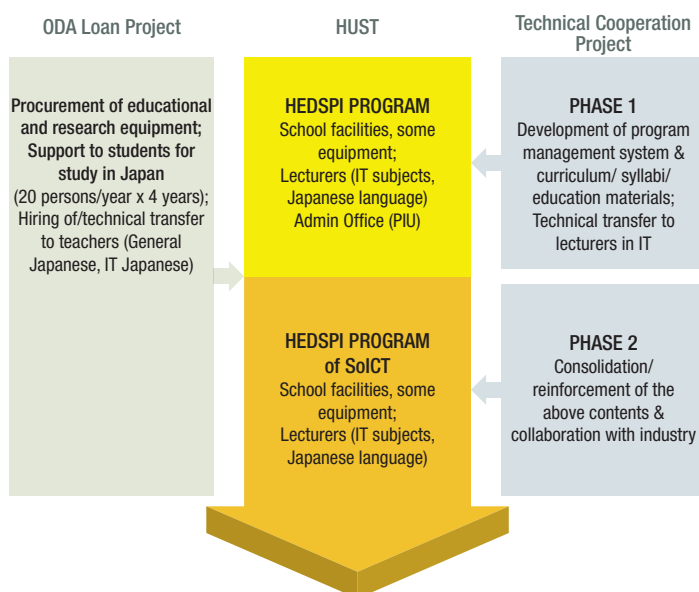 ODA Loan Project
Procurement of educational
and research equipment;
Support to students for
study in Japan
(20 persons/year x 4 years);
Hiring of/technical transfer
to teachers (General
Japanese, IT Japanese)
HUST
HEDSPI PROGRAM
School facilities, some
equipment;
Lecturers (IT subjects,
Japanese language)
Admin Office (PIU)
HEDSPI PROGRAM
of SoICT
School facilities, some
equipment;
Lecturers (IT subjects,
Japanese language)
Technical Cooperation
Project
PHASE 1
Development of program
management system &
curriculum/ syllabi/
education materials;
Technical transfer to
lecturers in IT
PHASE 2
Consolidation/
reinforcement of the
above contents &
collaboration with industry